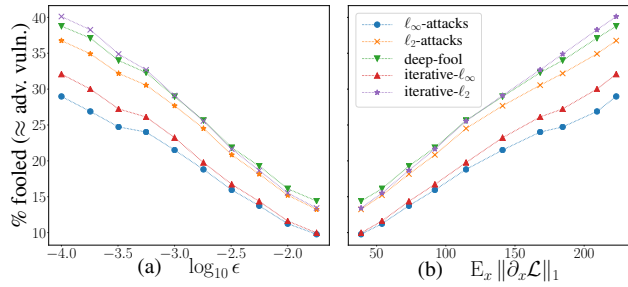 % fooled (≈ adv. vuln.)
40
35
30
25
20
15
10
−4.0 −3.5 −3.0 −2.5 −2.0
(a) log₁₀ ϵ
ℓ∞-attacks
ℓ₂-attacks
deep-fool
iterative-ℓ∞
iterative-ℓ₂
50 100 150 200
(b) E𝑥 ‖∂𝑥ℒ‖₁